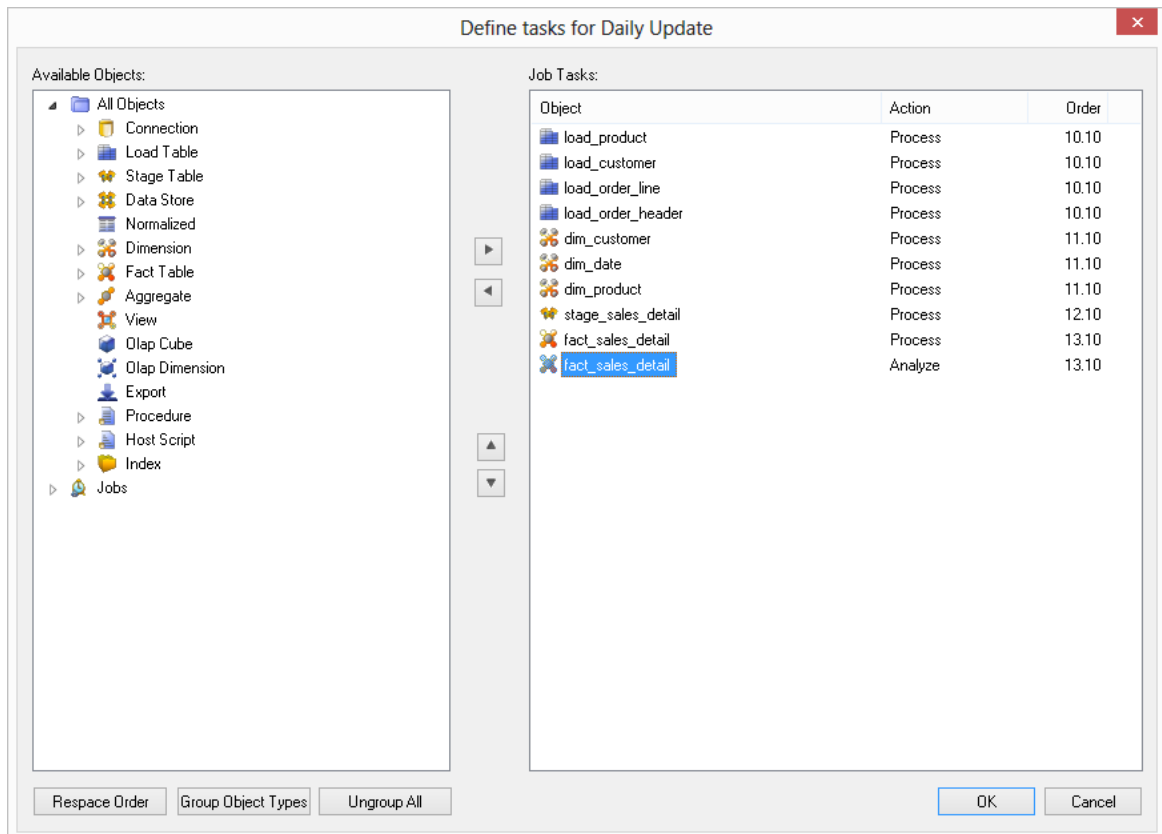 Define tasks for Daily Update
Available Objects:
All Objects
Connection
Load Table
Stage Table
Data Store
Normalized
Dimension
Fact Table
Aggregate
View
Olap Cube
Olap Dimension
Export
Procedure
Host Script
Index
Jobs
Job Tasks:
Object Action Order
load_product Process 10.10
load_customer Process 10.10
load_order_line Process 10.10
load_order_header Process 10.10
dim_customer Process 11.10
dim_date Process 11.10
dim_product Process 11.10
stage_sales_detail Process 12.10
fact_sales_detail Process 13.10
fact_sales_detail Analyze 13.10
Respace Order Group Object Types Ungroup All OK Cancel